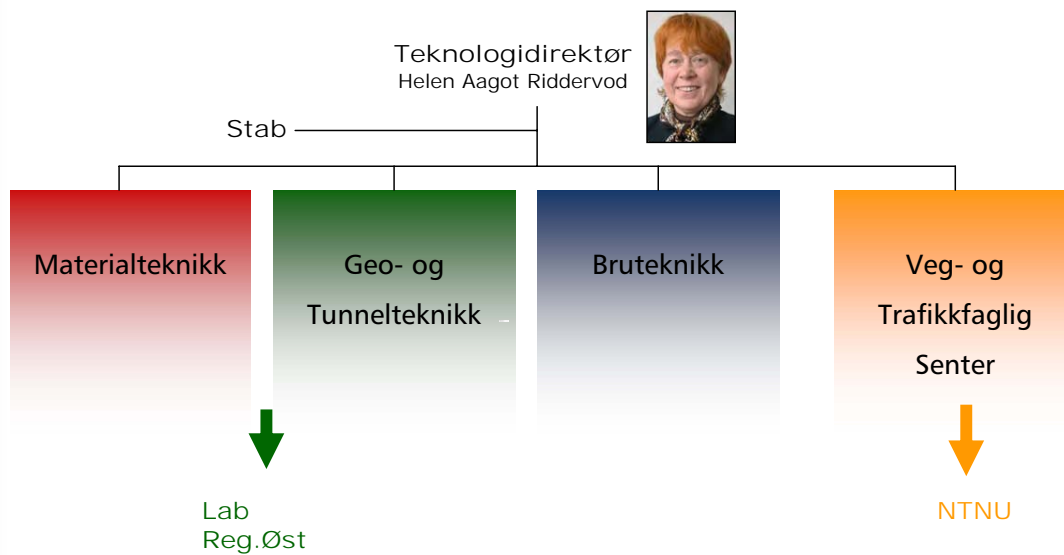 Teknologidirektør
Helen Aagot Riddervod
Stab
Materialteknikk
Geo- og
Tunnelteknikk
Bruteknikk
Veg- og
Trafikkfaglig
Senter
Lab
Reg.Øst
NTNU